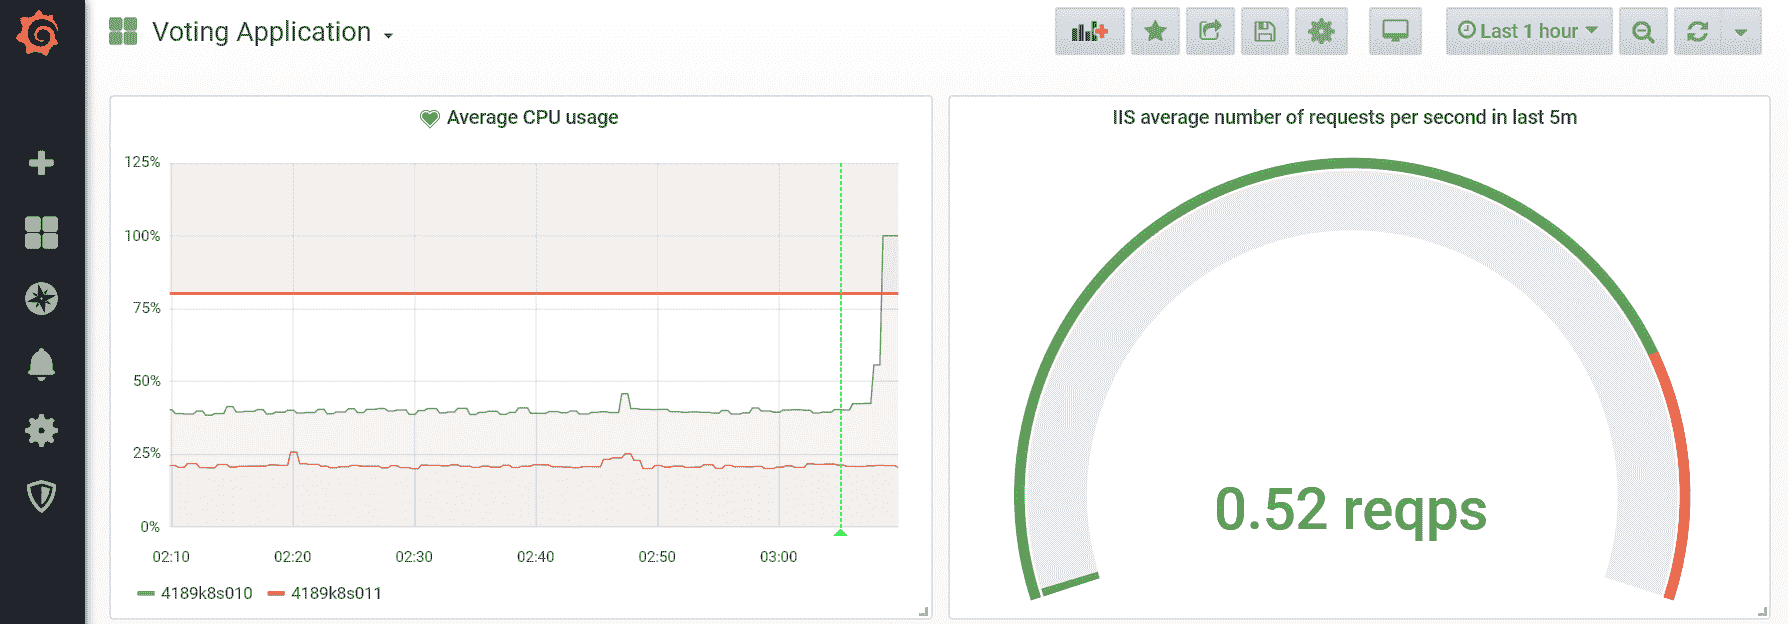 Voting Application
Last 1 hour
Average CPU usage
125%
100%
75%
50%
25%
0%
02:10 02:20 02:30 02:40 02:50 03:00
4189k8s010 4189k8s011
IIS average number of requests per second in last 5m
0.52 reqps